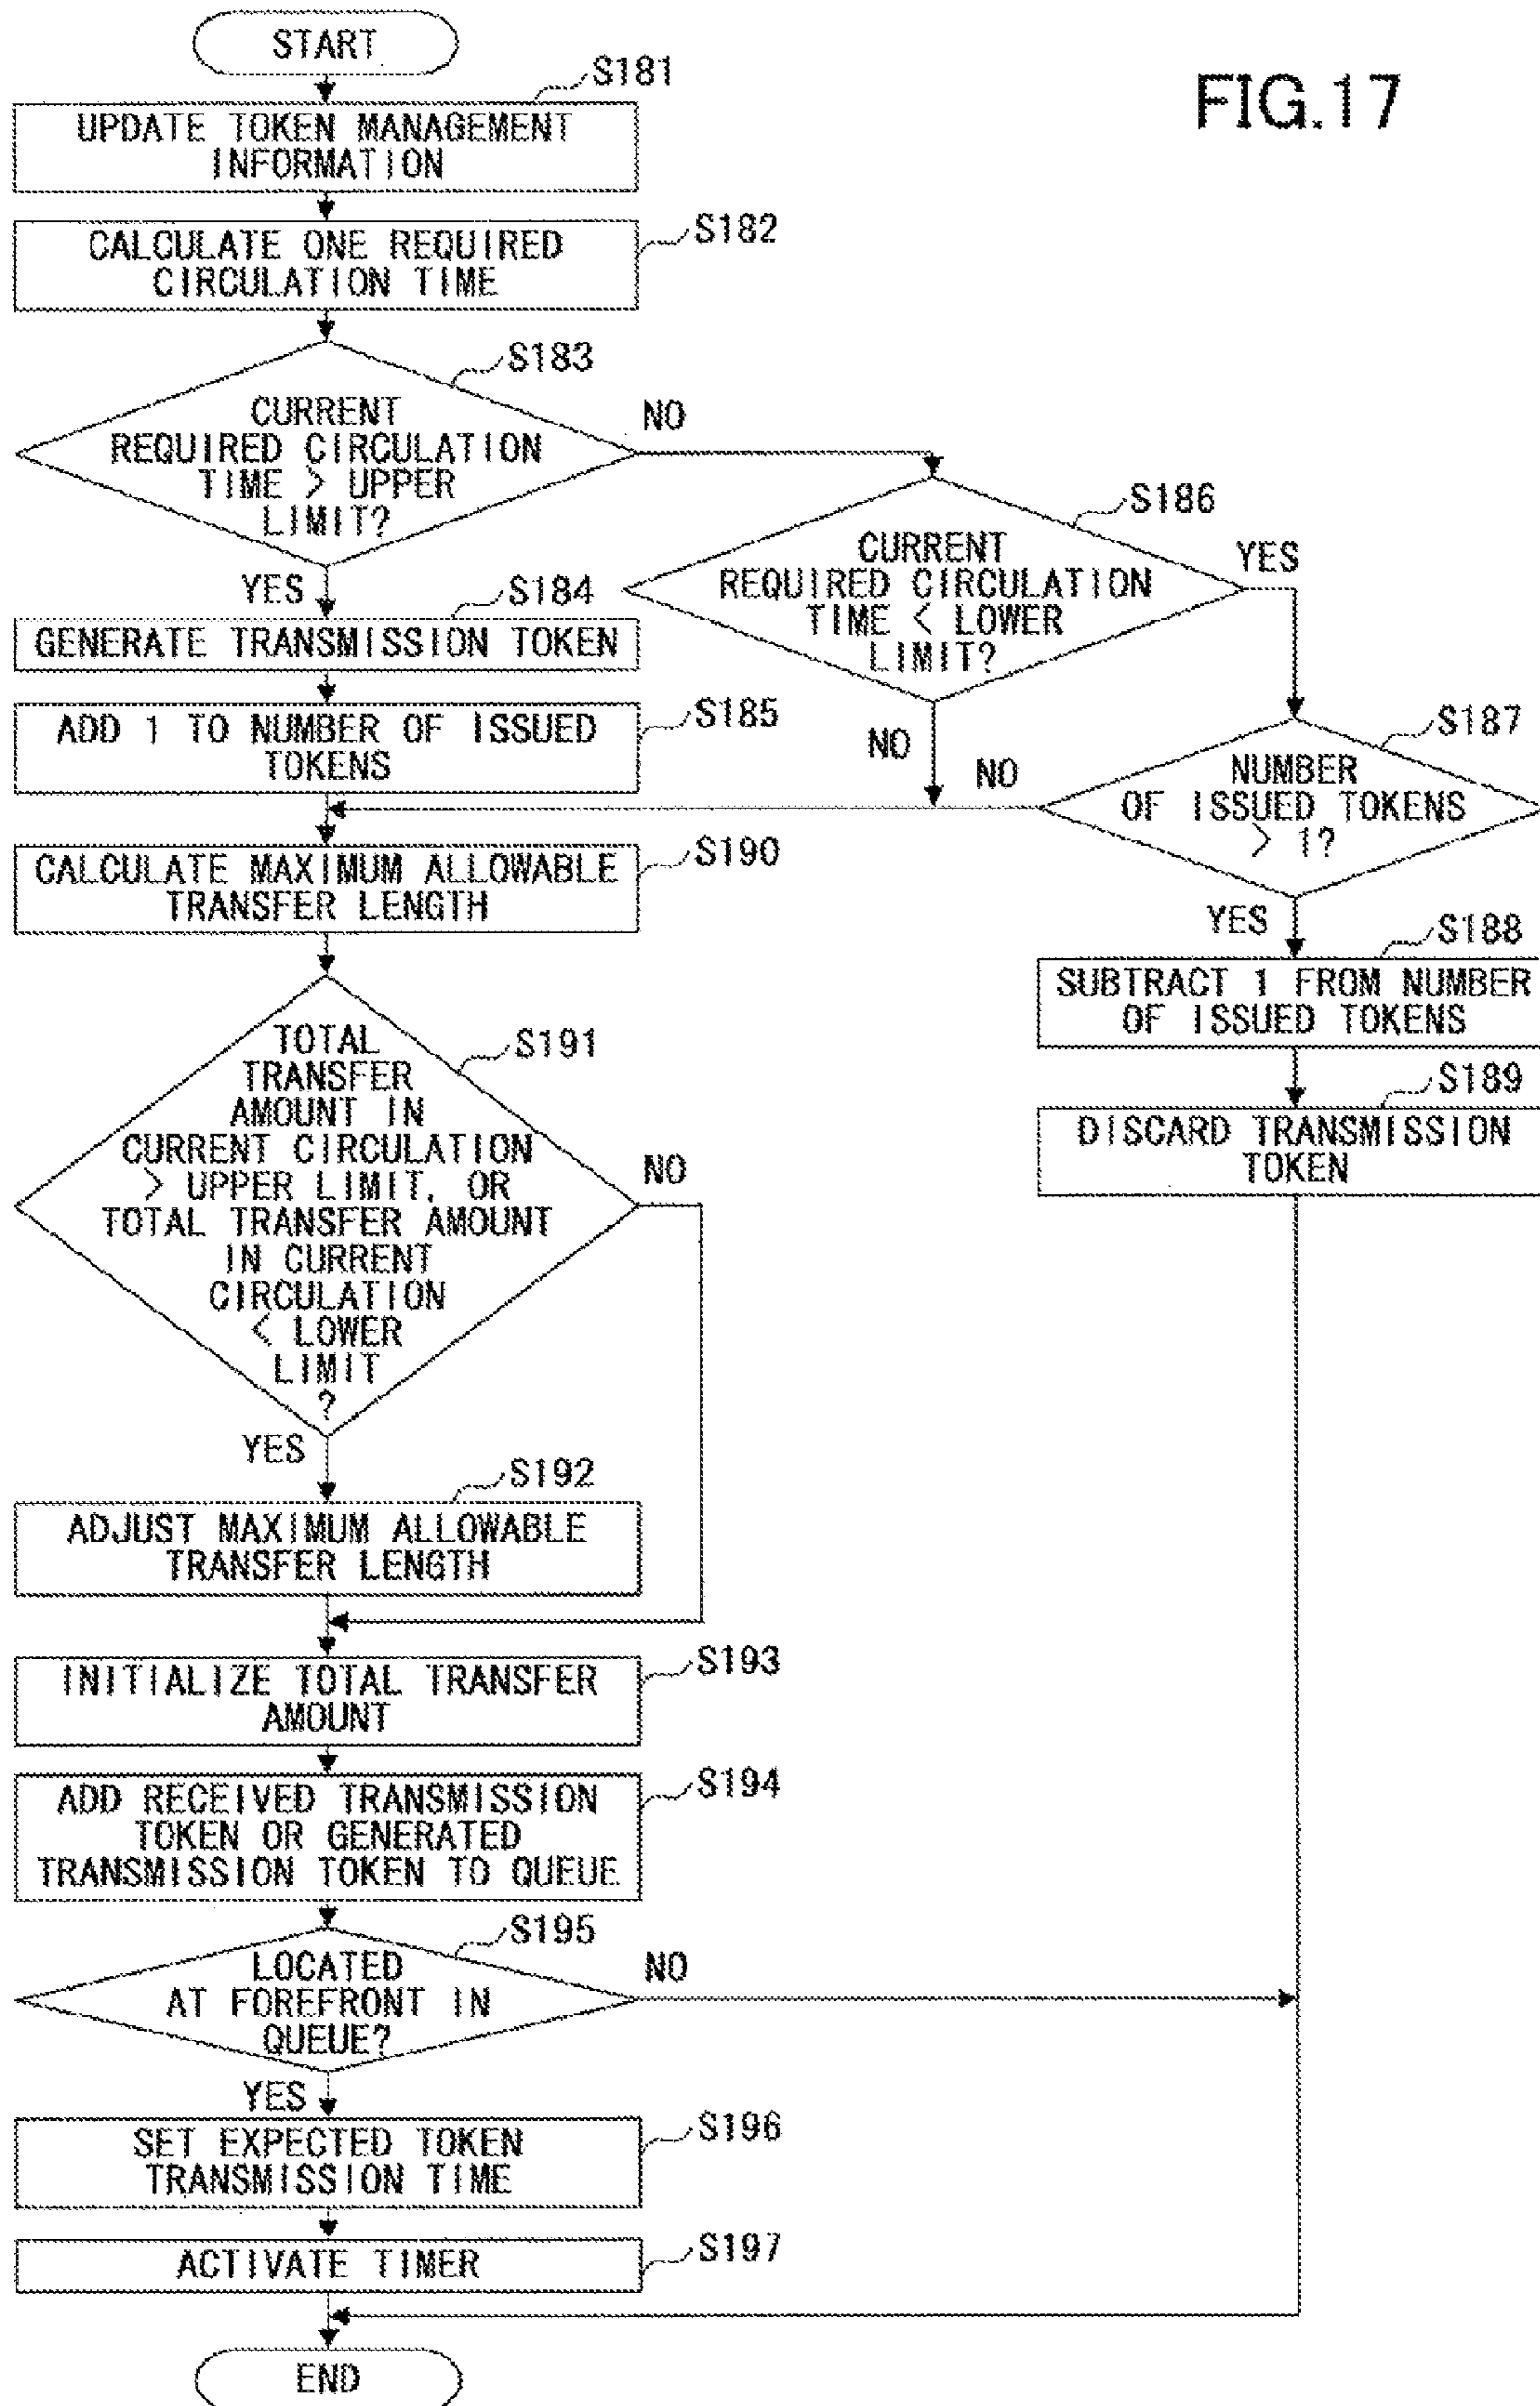 FIG.17
START
S181
UPDATE TOKEN MANAGEMENT
INFORMATION
S182
CALCULATE ONE REQUIRED
CIRCULATION TIME
S183
CURRENT
REQUIRED CIRCULATION
TIME > UPPER
LIMIT?
NO
YES
S184
GENERATE TRANSMISSION TOKEN
S185
ADD 1 TO NUMBER OF ISSUED
TOKENS
S186
CURRENT
REQUIRED CIRCULATION
TIME < LOWER
LIMIT?
YES
NO
S187
NUMBER
OF ISSUED TOKENS
> 1?
NO
YES
S188
SUBTRACT 1 FROM NUMBER
OF ISSUED TOKENS
S189
DISCARD TRANSMISSION
TOKEN
S190
CALCULATE MAXIMUM ALLOWABLE
TRANSFER LENGTH
S191
TOTAL
TRANSFER
AMOUNT IN
CURRENT CIRCULATION
> UPPER LIMIT, OR
TOTAL TRANSFER AMOUNT
IN CURRENT
CIRCULATION
< LOWER
LIMIT
?
NO
YES
S192
ADJUST MAXIMUM ALLOWABLE
TRANSFER LENGTH
S193
INITIALIZE TOTAL TRANSFER
AMOUNT
S194
ADD RECEIVED TRANSMISSION
TOKEN OR GENERATED
TRANSMISSION TOKEN TO QUEUE
S195
LOCATED
AT FOREFRONT IN
QUEUE?
NO
YES
S196
SET EXPECTED TOKEN
TRANSMISSION TIME
S197
ACTIVATE TIMER
END